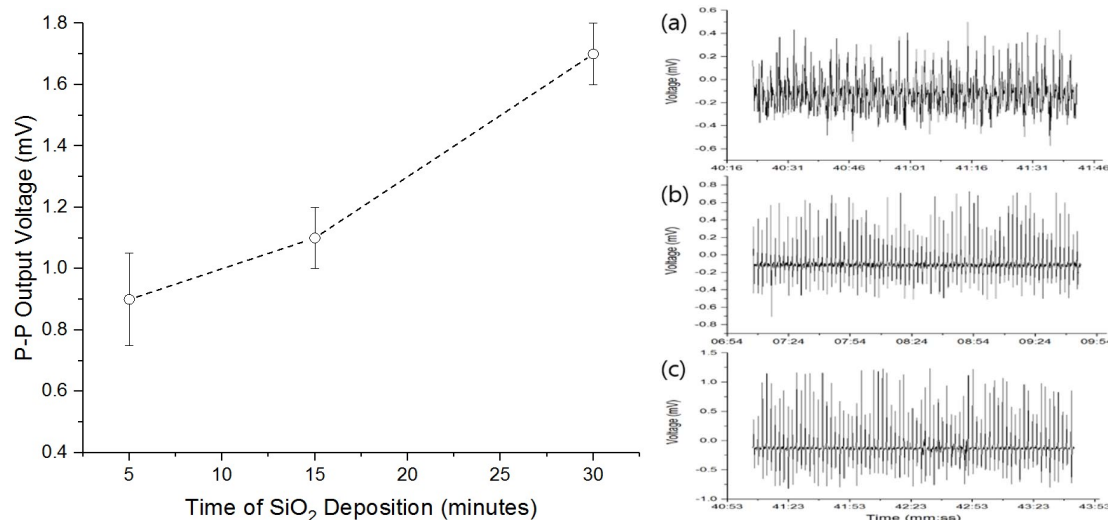 1.8
1.6
1.4
1.2
1.0
0.8
0.6
0.4
P-P Output Voltage (mV)
5 10 15 20 25 30
Time of SiO₂ Deposition (minutes)
(a)
0.6
0.4
0.2
0.0
-0.2
-0.4
-0.6
Voltage (mV)
40:16 40:31 40:46 41:01 41:16 41:31 41:46
(b)
0.8
0.6
0.4
0.2
0.0
-0.2
-0.4
-0.6
-0.8
Voltage (mV)
06:54 07:24 07:54 08:24 08:54 09:24 09:54
(c)
1.5
1.0
0.5
0.0
-0.5
-1.0
Voltage (mV)
40:53 41:23 41:53 42:23 42:53 43:23 43:53
Time (mm:ss)